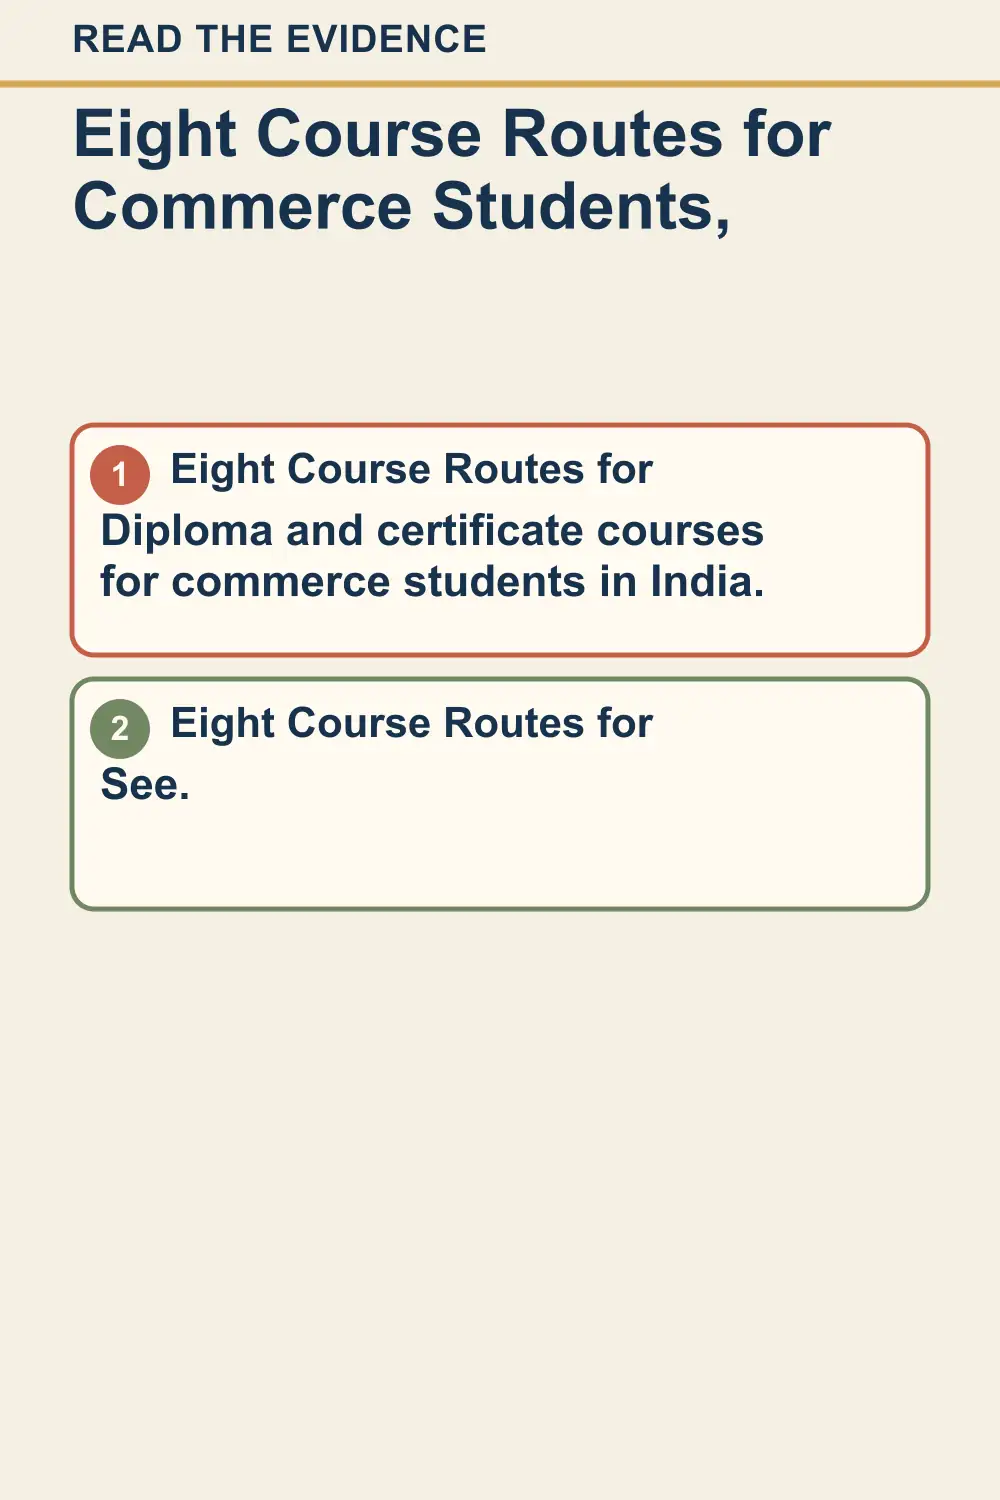 READ THE EVIDENCE
Eight Course Routes for
Commerce Students,
1 Eight Course Routes for
Diploma and certificate courses
for commerce students in India.
2 Eight Course Routes for
See.